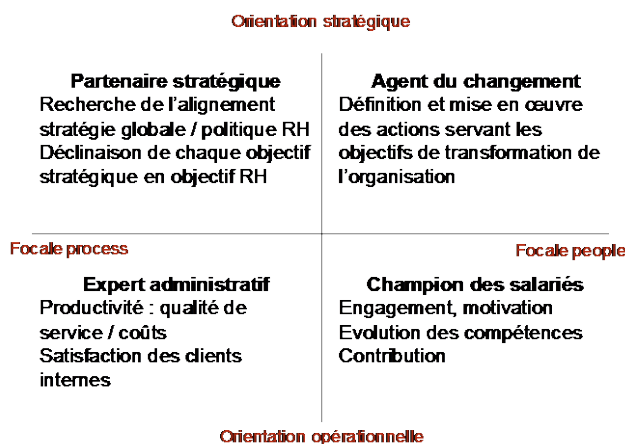 Orientation stratégique
Partenaire stratégique
Recherche de l'alignement
stratégie globale / politique RH
Déclinaison de chaque objectif
stratégique en objectif RH
Agent du changement
Définition et mise en œuvre
des actions servant les
objectifs de transformation de
l'organisation
Focale process
Focale people
Expert administratif
Productivité : qualité de
service / coûts
Satisfaction des clients
internes
Champion des salariés
Engagement, motivation
Evolution des compétences
Contribution
Orientation opérationnelle